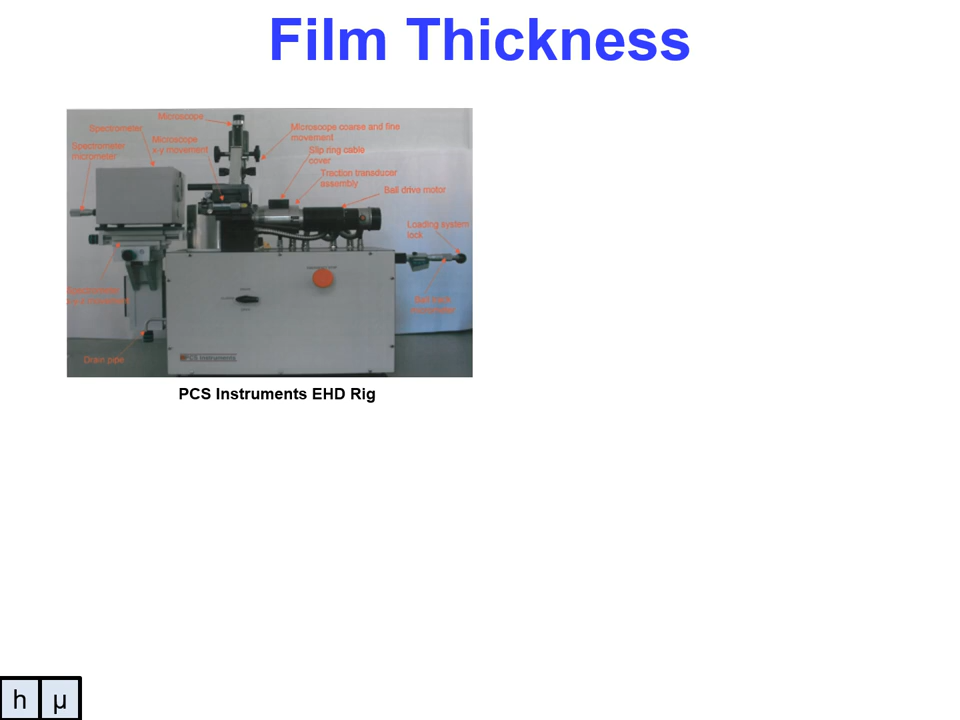 Film Thickness
Microscope
Spectrometer
Microscope coarse and fine
movement
Spectrometer
micrometer
Microscope
x-y movement
Slip ring cable
cover
Traction transducer
assembly
Ball drive motor
Loading system
lock
Drain pipe
PCS Instruments
PCS Instruments EHD Rig
h μ